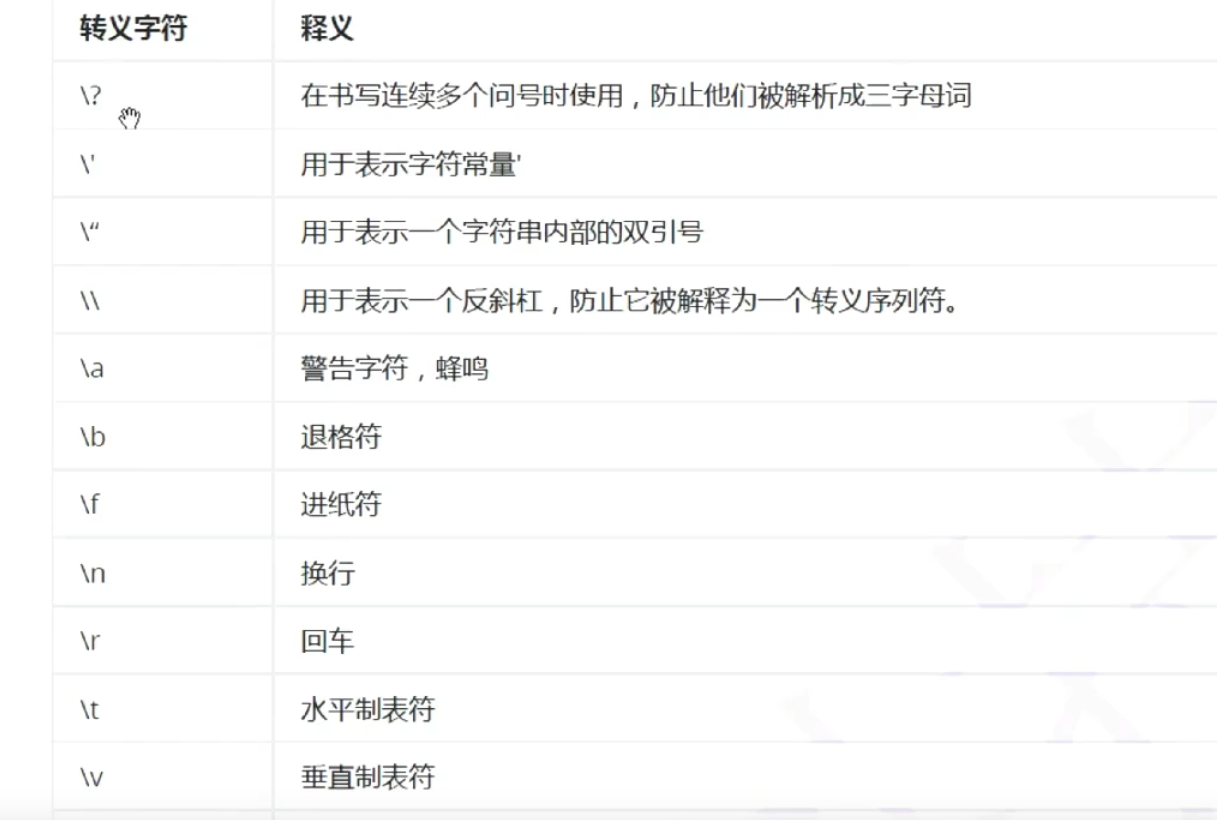 转义字符 释义
\? 在书写连续多个问号时使用，防止他们被解析成三字母词
\' 用于表示字符常量'
\“ 用于表示一个字符串内部的双引号
\\ 用于表示一个反斜杠，防止它被解释为一个转义序列符。
\a 警告字符，蜂鸣
\b 退格符
\f 进纸符
\n 换行
\r 回车
\t 水平制表符
\v 垂直制表符